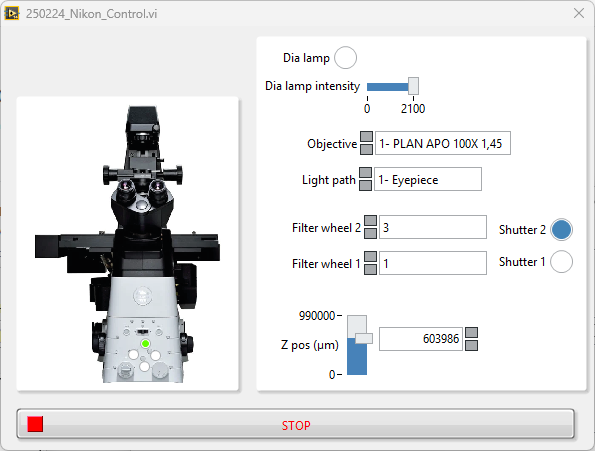 250224_Nikon_Control.vi
Dia lamp
Dia lamp intensity
0 2100
Objective 1- PLAN APO 100X 1,45
Light path 1- Eyepiece
Filter wheel 2 3 Shutter 2
Filter wheel 1 1 Shutter 1
990000
Z pos (µm) 603986
0
STOP